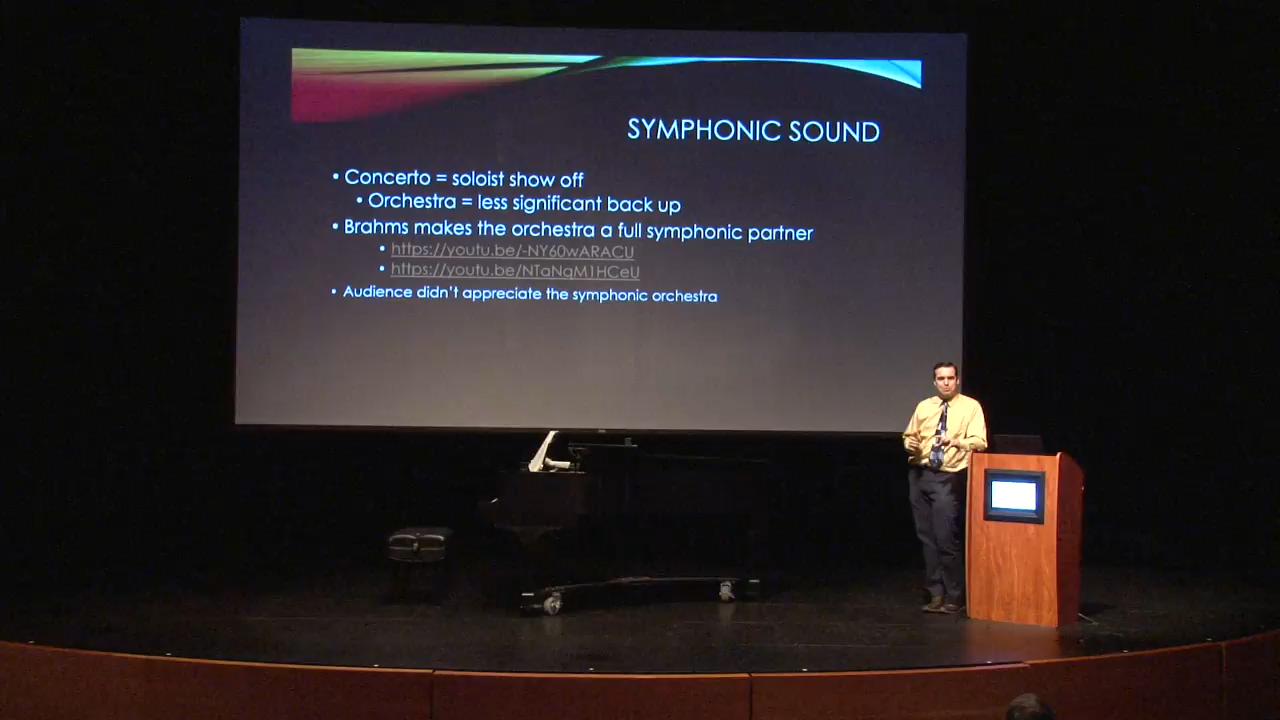 SYMPHONIC SOUND
• Concerto = soloist show off
• Orchestra = less significant back up
• Brahms makes the orchestra a full symphonic partner
• https://youtu.be/-NY60wARACU
• https://youtu.be/NTaNqM1HCeU
• Audience didn't appreciate the symphonic orchestra